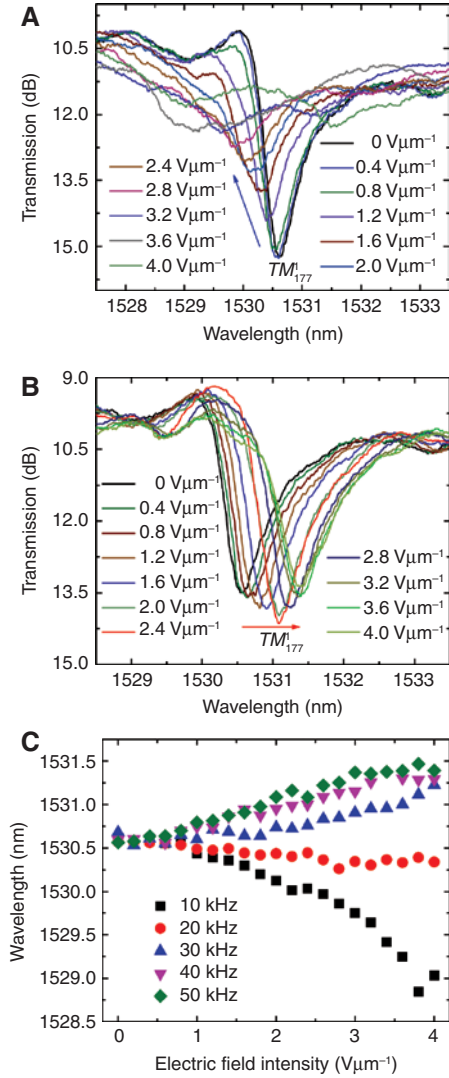 A
10.5
12.0
13.5
15.0
Transmission (dB)
2.4 Vμm⁻¹
2.8 Vμm⁻¹
3.2 Vμm⁻¹
3.6 Vμm⁻¹
4.0 Vμm⁻¹
0 Vμm⁻¹
0.4 Vμm⁻¹
0.8 Vμm⁻¹
1.2 Vμm⁻¹
1.6 Vμm⁻¹
2.0 Vμm⁻¹
TM¹₁₇₇
1528 1529 1530 1531 1532 1533
Wavelength (nm)
B
9.0
10.5
12.0
13.5
15.0
Transmission (dB)
0 Vμm⁻¹
0.4 Vμm⁻¹
0.8 Vμm⁻¹
1.2 Vμm⁻¹
1.6 Vμm⁻¹
2.0 Vμm⁻¹
2.4 Vμm⁻¹
2.8 Vμm⁻¹
3.2 Vμm⁻¹
3.6 Vμm⁻¹
4.0 Vμm⁻¹
TM¹₁₇₇
1529 1530 1531 1532 1533
Wavelength (nm)
C
1531.5
1531.0
1530.5
1530.0
1529.5
1529.0
1528.5
Wavelength (nm)
10 kHz
20 kHz
30 kHz
40 kHz
50 kHz
0 1 2 3 4
Electric field intensity (Vμm⁻¹)